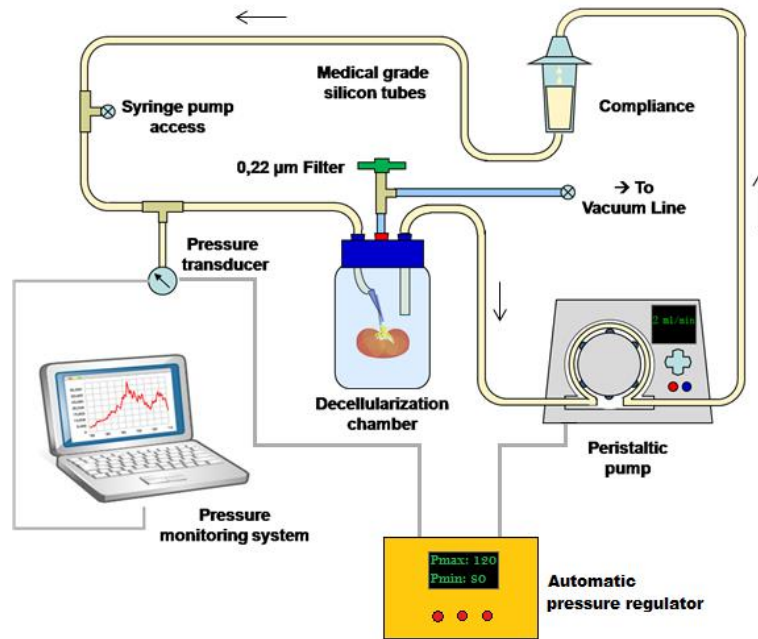 Medical grade
silicon tubes
Compliance
Syringe pump
access
0,22 µm Filter
→ To
Vacuum Line
Pressure
transducer
2 ml/min
Decellularization
chamber
Peristaltic
pump
Pressure
monitoring system
Pmax: 120
Pmin: 80
Automatic
pressure regulator